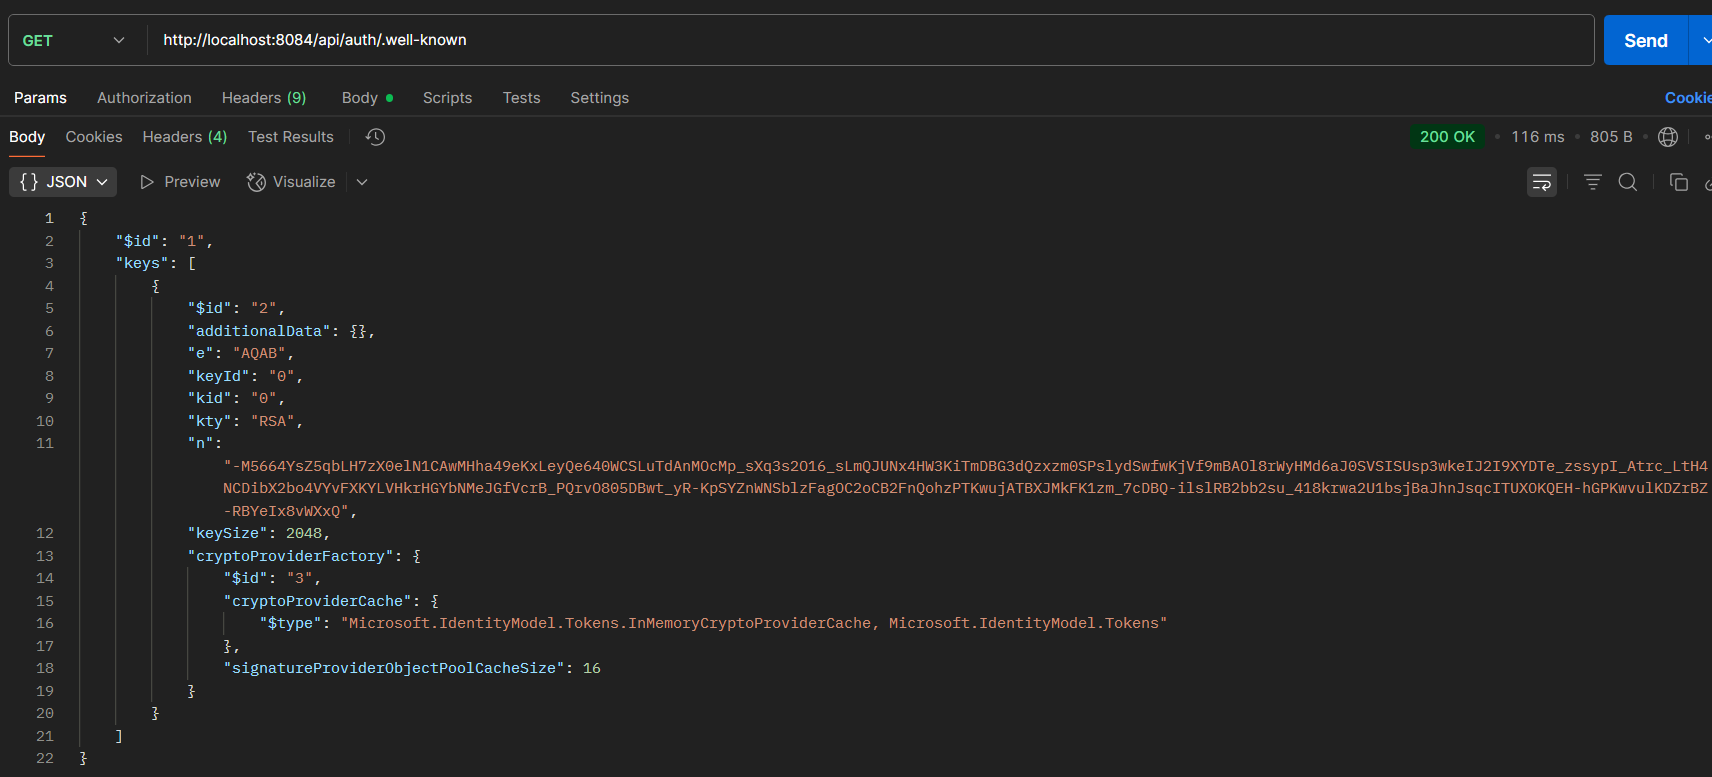 GET http://localhost:8084/api/auth/.well-known Send
Params Authorization Headers (9) Body Scripts Tests Settings Cookie
Body Cookies Headers (4) Test Results 200 OK 116 ms 805 B
{} JSON Preview Visualize
1 {
2 "$id": "1",
3 "keys": [
4 {
5 "$id": "2",
6 "additionalData": {},
7 "e": "AQAB",
8 "keyId": "0",
9 "kid": "0",
10 "kty": "RSA",
11 "n":
"-M5664YsZ5qbLH7zX0elN1CAwMHha49eKxLeyQe640WCSLuTdAnMOcMp_sXq3s2O16_sLmQJUNx4HW3KiTmDBG3dQzxzm0SPslydSwfwKjVf9mBAOl8rWyHMd6aJ0SVSISUsp3wkeIJ2I9XYDTe_zssypI_Atrc_LtH4
NCDibX2bo4VYvFXKYLVHkrHGYbNMeJGfVcrB_PQrvO805DBwt_yR-KpSYZnWNSblzFagOC2oCB2FnQohzPTKwujATBXJMkFK1zm_7cDBQ-ilslRB2bb2su_418krwa2U1bsjBaJhnJsqcITUXOKQEH-hGPKwvulKDZrBZ
-RBYeIx8vWXxQ",
12 "keySize": 2048,
13 "cryptoProviderFactory": {
14 "$id": "3",
15 "cryptoProviderCache": {
16 "$type": "Microsoft.IdentityModel.Tokens.InMemoryCryptoProviderCache, Microsoft.IdentityModel.Tokens"
17 },
18 "signatureProviderObjectPoolCacheSize": 16
19 }
20 }
21 ]
22 }